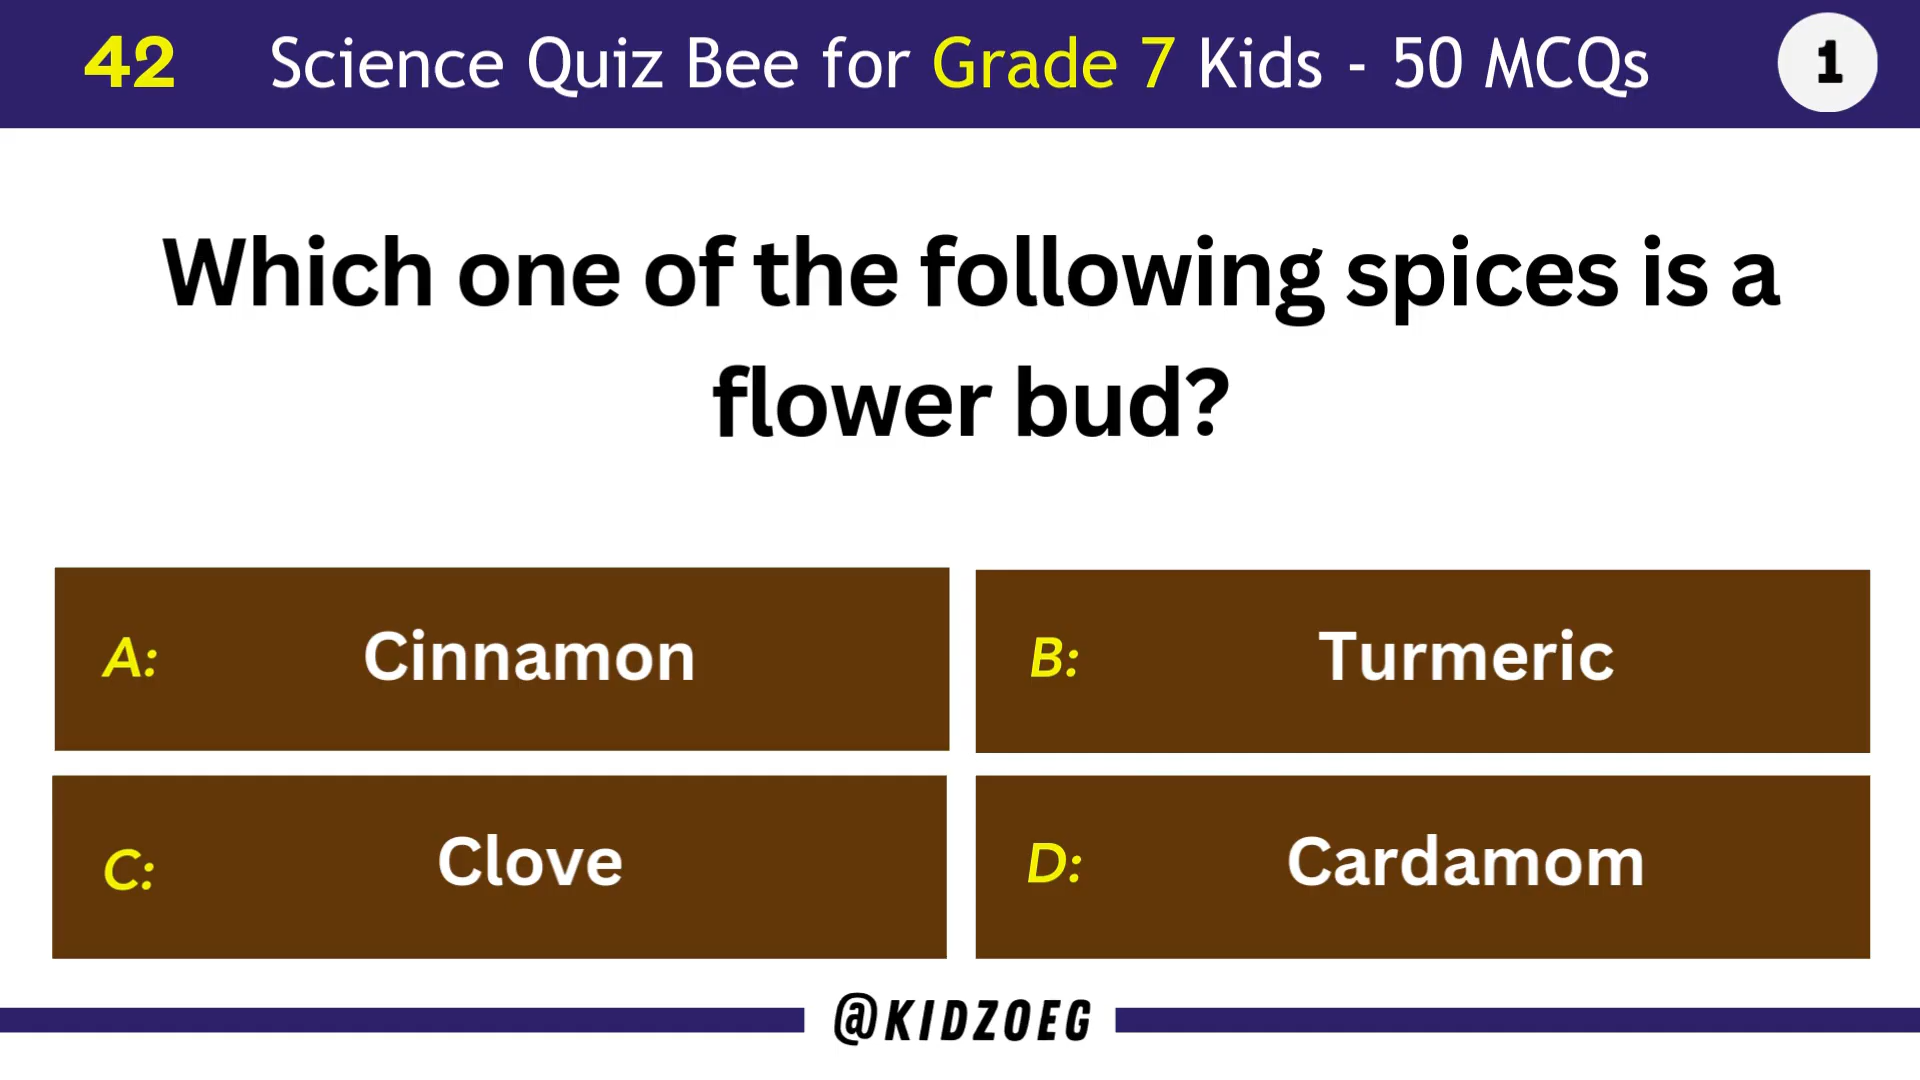 42 Science Quiz Bee for Grade 7 Kids - 50 MCQs 1
Which one of the following spices is a
flower bud?
A: Cinnamon
B: Turmeric
C: Clove
D: Cardamom
@KIDZOEG